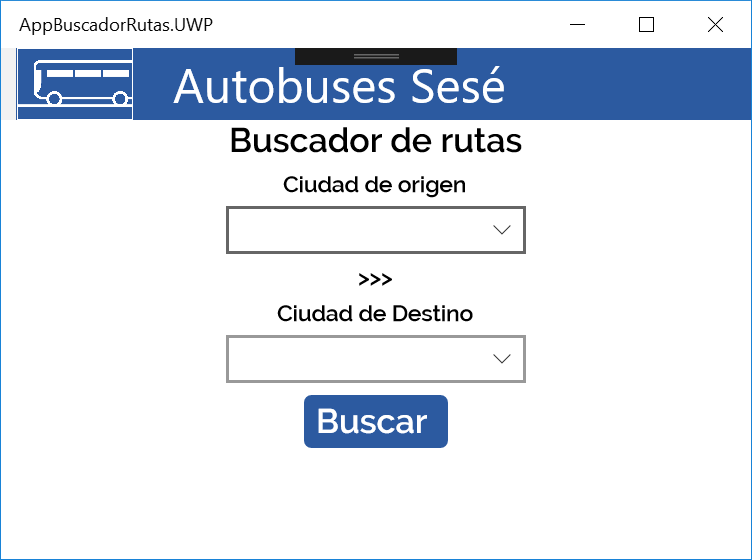 AppBuscadorRutas.UWP
Autobuses Sesé
Buscador de rutas
Ciudad de origen
>>>
Ciudad de Destino
Buscar